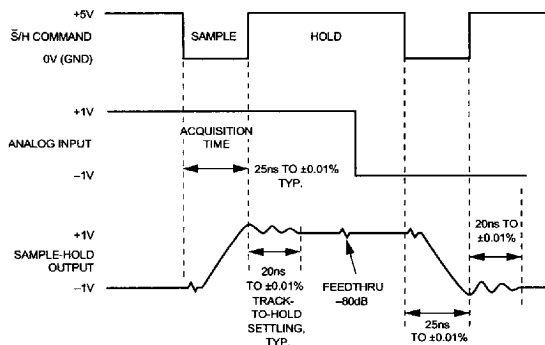 +5V
S̄/H COMMAND
0V (GND)
SAMPLE
HOLD
+1V
ANALOG INPUT
–1V
ACQUISITION
TIME
25ns TO ±0.01%
TYP.
+1V
SAMPLE-HOLD
OUTPUT
–1V
20ns
TO ±0.01%
TRACK-
TO-HOLD
SETTLING,
TYP.
FEEDTHRU
–80dB
20ns TO
±0.01%
25ns
TO ±0.01%